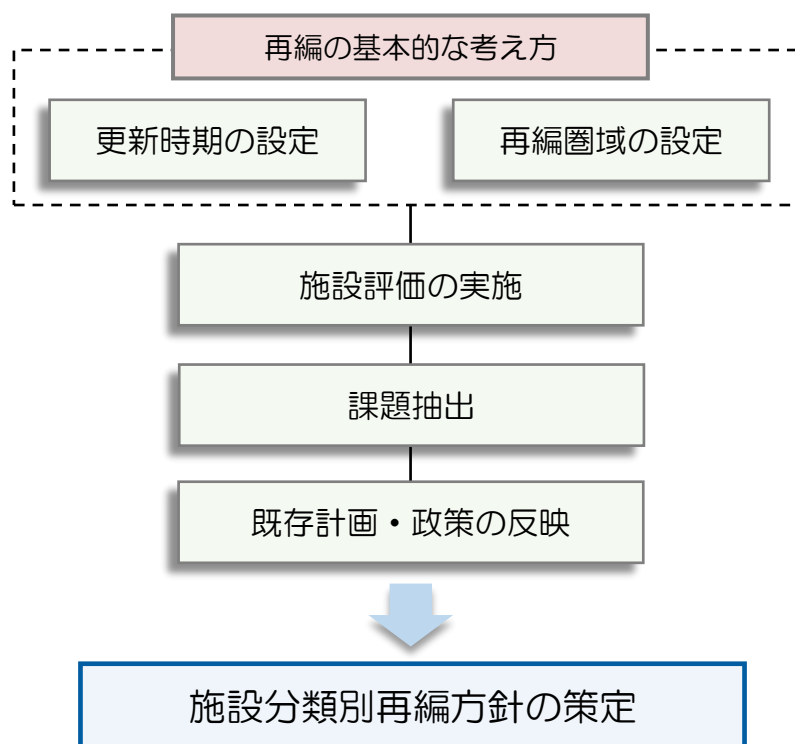 再編の基本的な考え方
更新時期の設定
再編圏域の設定
施設評価の実施
課題抽出
既存計画・政策の反映
施設分類別再編方針の策定